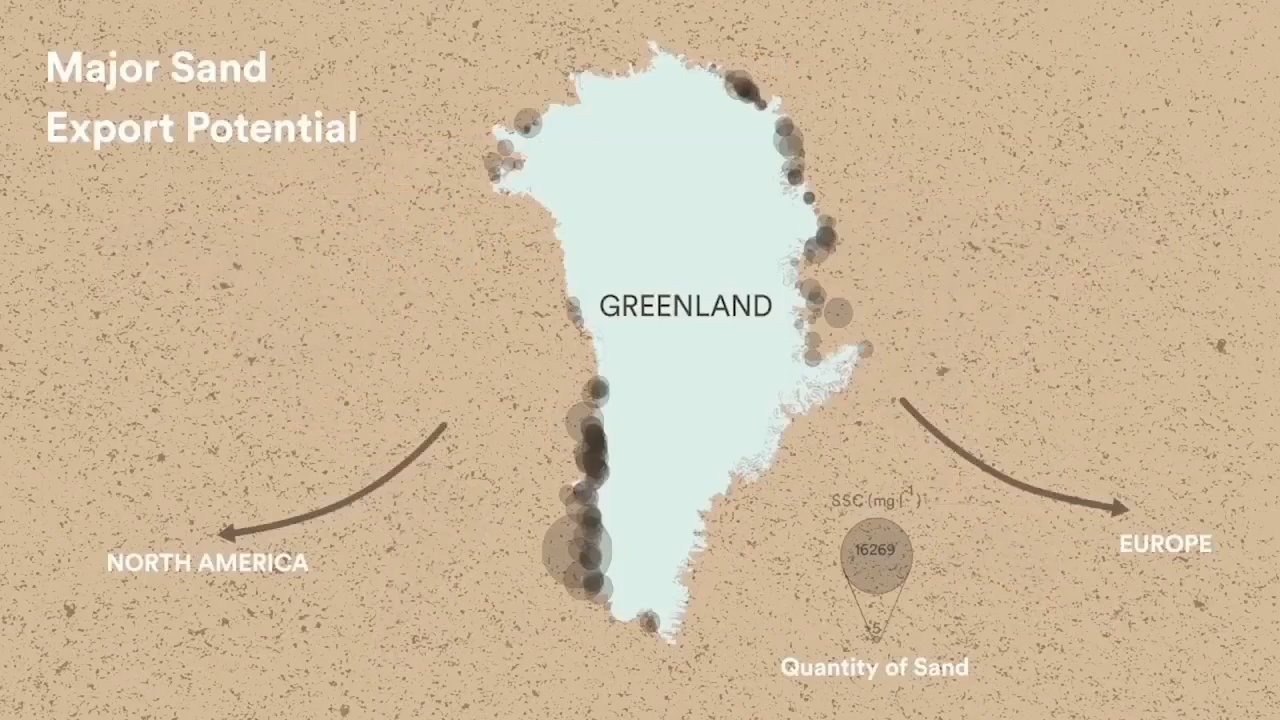 Major Sand
Export Potential
GREENLAND
SSC (mg l⁻¹)
16269
5
NORTH AMERICA
EUROPE
Quantity of Sand